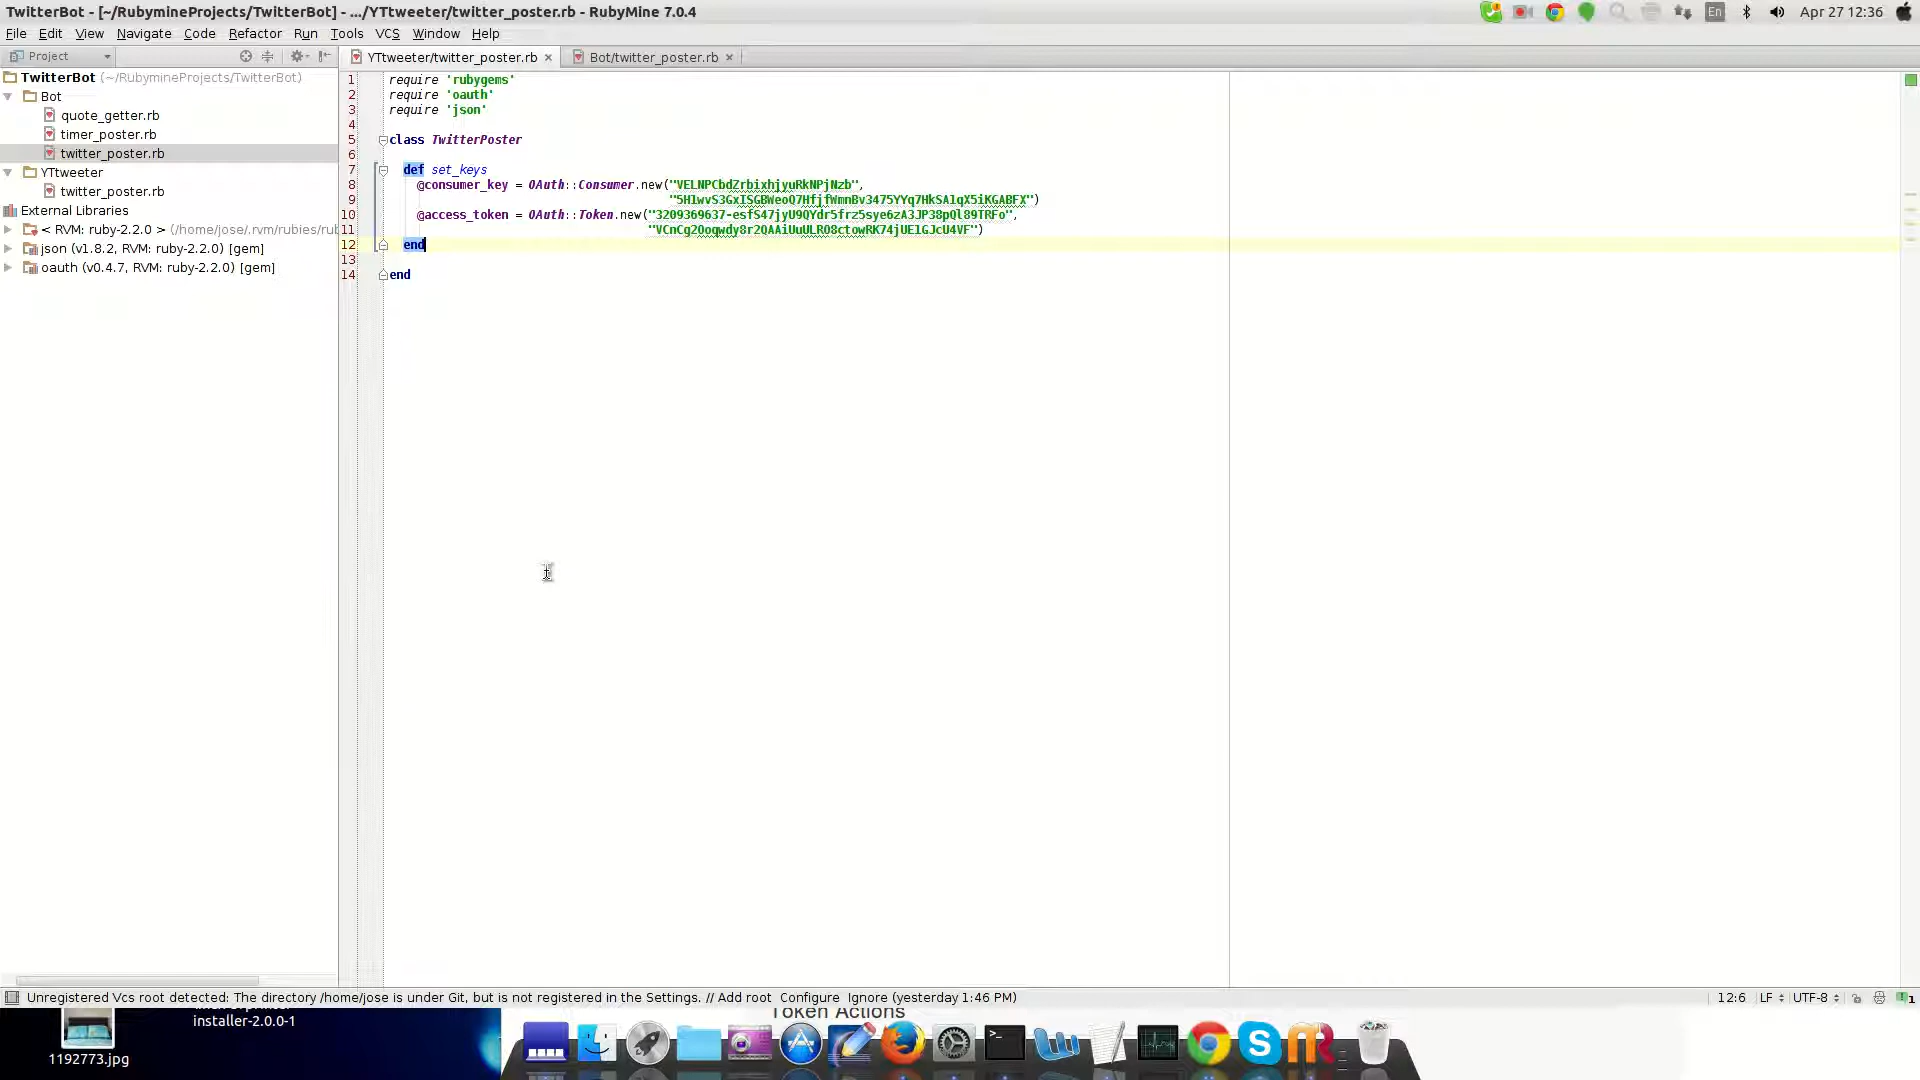 TwitterBot - [~/RubymineProjects/TwitterBot] - .../YTtweeter/twitter_poster.rb - RubyMine 7.0.4
En
Apr 27 12:36
File Edit View Navigate Code Refactor Run Tools VCS Window Help
Project
YTtweeter/twitter_poster.rb
Bot/twitter_poster.rb
TwitterBot (~/RubymineProjects/TwitterBot)
Bot
quote_getter.rb
timer_poster.rb
twitter_poster.rb
YTtweeter
twitter_poster.rb
External Libraries
< RVM: ruby-2.2.0 > (/home/jose/.rvm/rubies/rub
json (v1.8.2, RVM: ruby-2.2.0) [gem]
oauth (v0.4.7, RVM: ruby-2.2.0) [gem]
1 require 'rubygems'
2 require 'oauth'
3 require 'json'
4
5 class TwitterPoster
6
7 def set_keys
8 @consumer_key = OAuth::Consumer.new(
9
10 @access_token = OAuth::Token.new(
11
12 end
13
14 end
Unregistered Vcs root detected: The directory /home/jose is under Git, but is not registered in the Settings. // Add root Configure Ignore (yesterday 1:46 PM)
12:6 LF UTF-8 1
installer-2.0.0-1
Token Actions
1192773.jpg